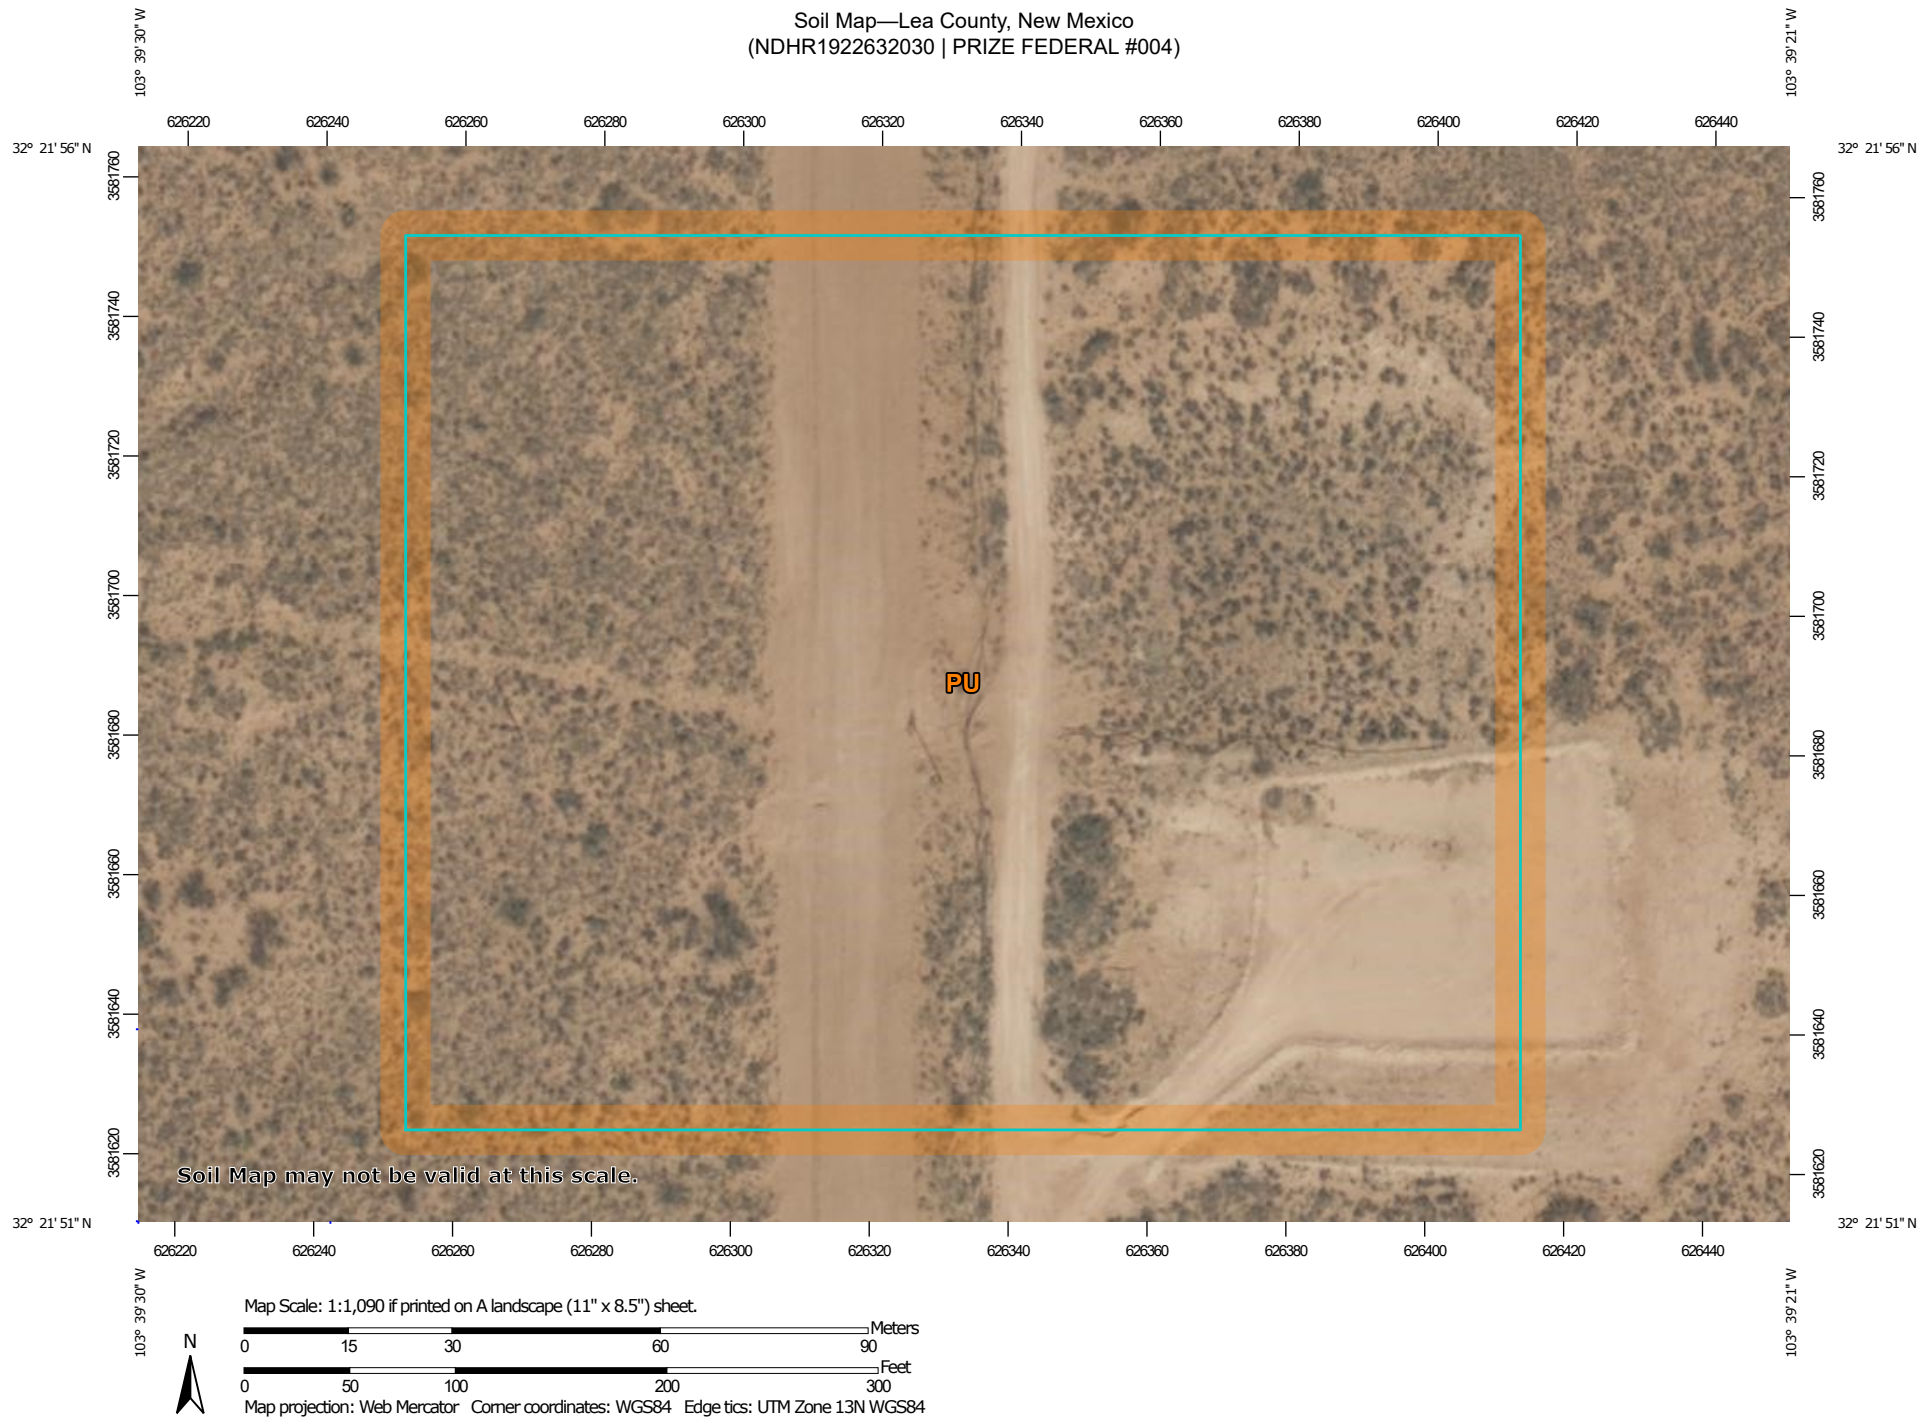 Soil Map—Lea County, New Mexico
(NDHR1922632030 | PRIZE FEDERAL #004)
103° 39' 30'' W
103° 39' 21'' W
626220 626240 626260 626280 626300 626320 626340 626360 626380 626400 626420 626440
32° 21' 56'' N
32° 21' 56'' N
3581760
3581740
3581720
3581700
3581680
3581660
3581640
3581620
3581760
3581740
3581720
3581700
3581680
3581660
3581640
3581620
PU
Soil Map may not be valid at this scale.
32° 21' 51'' N
32° 21' 51'' N
626220 626240 626260 626280 626300 626320 626340 626360 626380 626400 626420 626440
103° 39' 30'' W
103° 39' 21'' W
Map Scale: 1:1,090 if printed on A landscape (11" x 8.5") sheet.
N
Meters
0 15 30 60 90
Feet
0 50 100 200 300
Map projection: Web Mercator Corner coordinates: WGS84 Edge tics: UTM Zone 13N WGS84